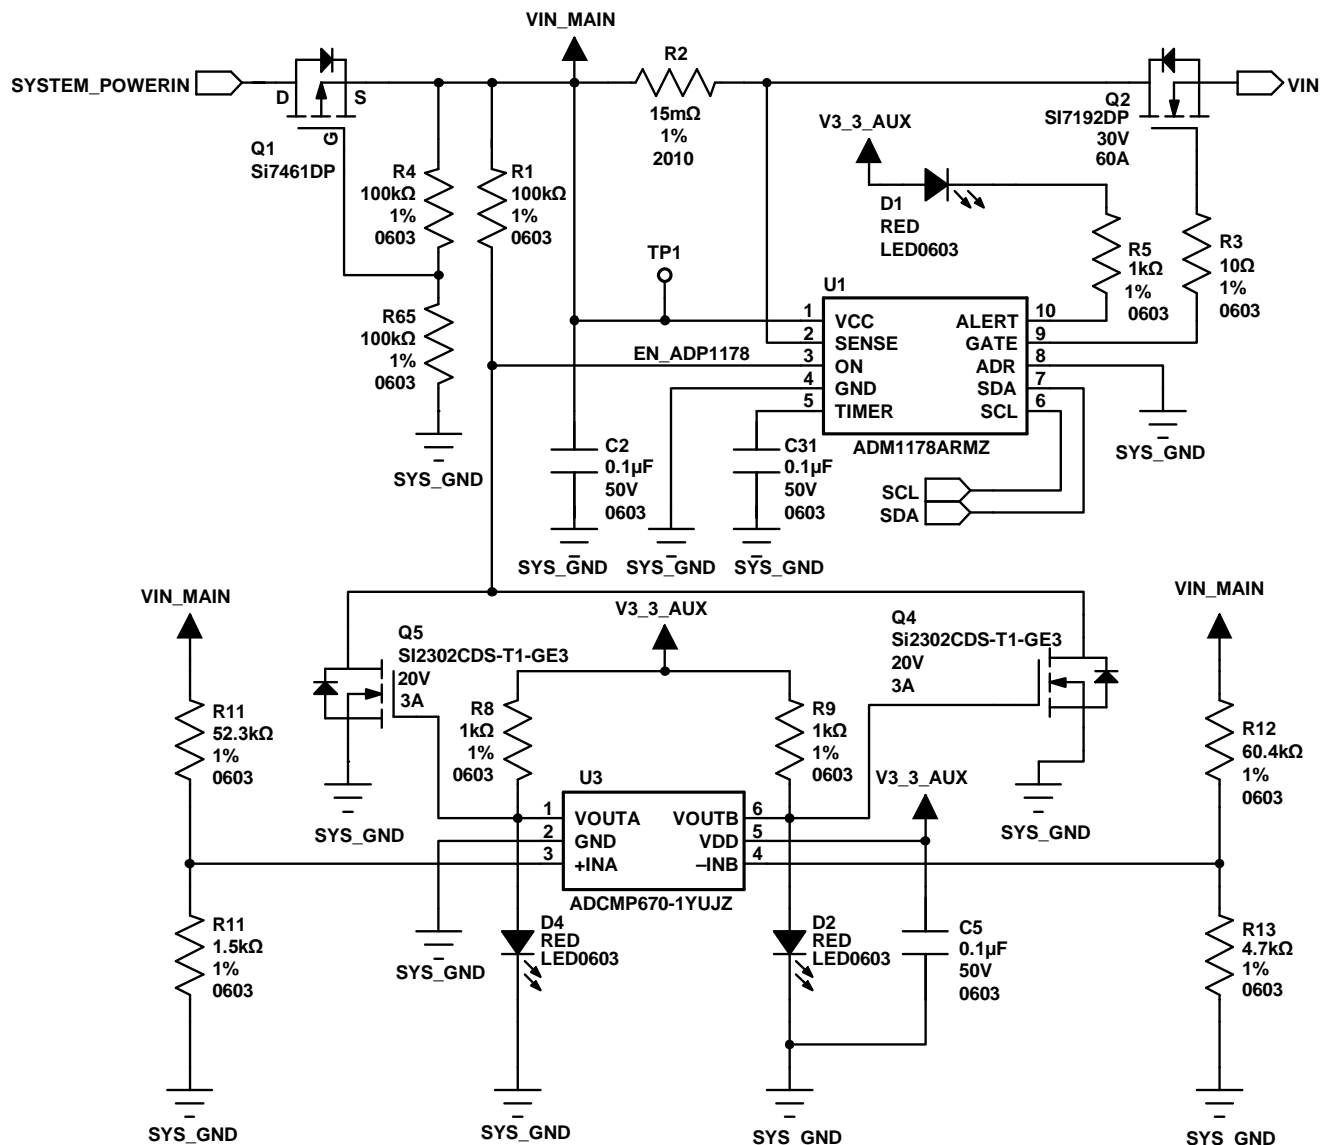 VIN_MAIN
SYSTEM_POWERIN
D
S
G
Q1
Si7461DP
R2
15mΩ
1%
2010
Q2
SI7192DP
30V
60A
VIN
R4
100kΩ
1%
0603
R1
100kΩ
1%
0603
V3_3_AUX
D1
RED
LED0603
R5
1kΩ
1%
0603
R3
10Ω
1%
0603
TP1
R65
100kΩ
1%
0603
SYS_GND
EN_ADP1178
U1
1 VCC
2 SENSE
3 ON
4 GND
5 TIMER
ALERT 10
GATE 9
ADR 8
SDA 7
SCL 6
ADM1178ARMZ
SYS_GND
C2
0.1µF
50V
0603
SYS_GND
SYS_GND
C31
0.1µF
50V
0603
SYS_GND
SCL
SDA
VIN_MAIN
Q5
SI2302CDS-T1-GE3
20V
3A
SYS_GND
V3_3_AUX
Q4
Si2302CDS-T1-GE3
20V
3A
SYS_GND
VIN_MAIN
R11
52.3kΩ
1%
0603
R8
1kΩ
1%
0603
R9
1kΩ
1%
0603
R12
60.4kΩ
1%
0603
U3
1 VOUTA
2 GND
3 +INA
VOUTB 6
VDD 5
–INB 4
ADCMP670-1YUJZ
V3_3_AUX
R11
1.5kΩ
1%
0603
SYS_GND
SYS_GND
D4
RED
LED0603
SYS_GND
D2
RED
LED0603
C5
0.1µF
50V
0603
SYS_GND
R13
4.7kΩ
1%
0603
SYS_GND